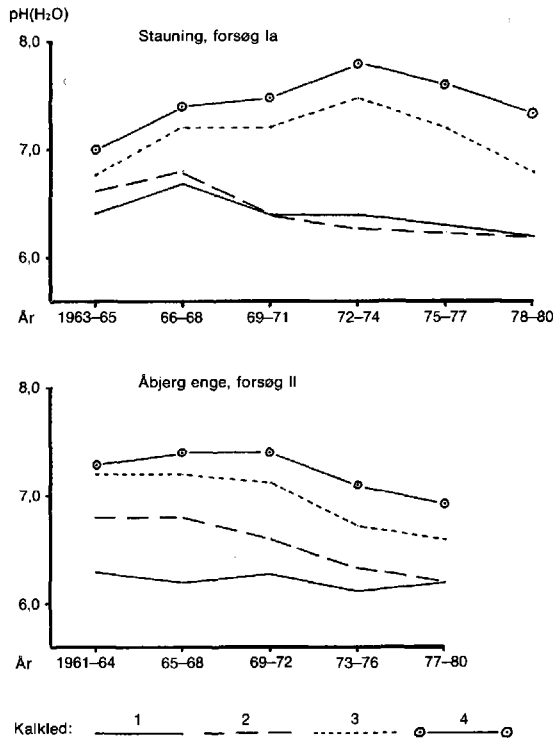 pH(H₂O)
Stauning, forsøg Ia
8,0
7,0
6,0
År 1963–65 66–68 69–71 72–74 75–77 78–80
Åbjerg enge, forsøg II
8,0
7,0
6,0
År 1961–64 65–68 69–72 73–76 77–80
Kalkled: 1 2 3 4